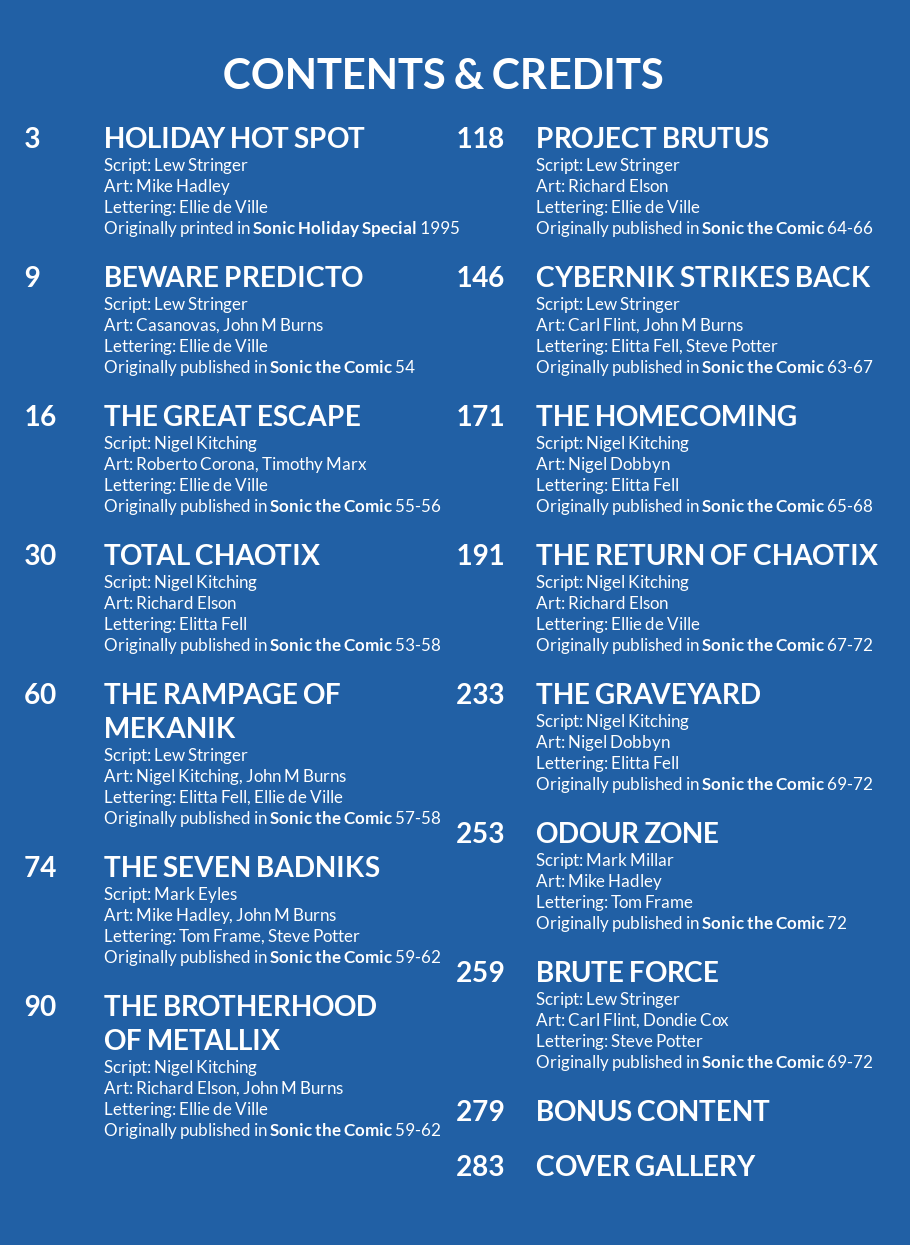 CONTENTS & CREDITS
3
HOLIDAY HOT SPOT
Script: Lew Stringer
Art: Mike Hadley
Lettering: Ellie de Ville
Originally printed in Sonic Holiday Special 1995
9
BEWARE PREDICTO
Script: Lew Stringer
Art: Casanovas, John M Burns
Lettering: Ellie de Ville
Originally published in Sonic the Comic 54
16
THE GREAT ESCAPE
Script: Nigel Kitching
Art: Roberto Corona, Timothy Marx
Lettering: Ellie de Ville
Originally published in Sonic the Comic 55-56
30
TOTAL CHAOTIX
Script: Nigel Kitching
Art: Richard Elson
Lettering: Elitta Fell
Originally published in Sonic the Comic 53-58
60
THE RAMPAGE OF
MEKANIK
Script: Lew Stringer
Art: Nigel Kitching, John M Burns
Lettering: Elitta Fell, Ellie de Ville
Originally published in Sonic the Comic 57-58
74
THE SEVEN BADNIKS
Script: Mark Eyles
Art: Mike Hadley, John M Burns
Lettering: Tom Frame, Steve Potter
Originally published in Sonic the Comic 59-62
90
THE BROTHERHOOD
OF METALLIX
Script: Nigel Kitching
Art: Richard Elson, John M Burns
Lettering: Ellie de Ville
Originally published in Sonic the Comic 59-62
118
PROJECT BRUTUS
Script: Lew Stringer
Art: Richard Elson
Lettering: Ellie de Ville
Originally published in Sonic the Comic 64-66
146
CYBERNIK STRIKES BACK
Script: Lew Stringer
Art: Carl Flint, John M Burns
Lettering: Elitta Fell, Steve Potter
Originally published in Sonic the Comic 63-67
171
THE HOMECOMING
Script: Nigel Kitching
Art: Nigel Dobbyn
Lettering: Elitta Fell
Originally published in Sonic the Comic 65-68
191
THE RETURN OF CHAOTIX
Script: Nigel Kitching
Art: Richard Elson
Lettering: Ellie de Ville
Originally published in Sonic the Comic 67-72
233
THE GRAVEYARD
Script: Nigel Kitching
Art: Nigel Dobbyn
Lettering: Elitta Fell
Originally published in Sonic the Comic 69-72
253
ODOUR ZONE
Script: Mark Millar
Art: Mike Hadley
Lettering: Tom Frame
Originally published in Sonic the Comic 72
259
BRUTE FORCE
Script: Lew Stringer
Art: Carl Flint, Dondie Cox
Lettering: Steve Potter
Originally published in Sonic the Comic 69-72
279
BONUS CONTENT
283
COVER GALLERY